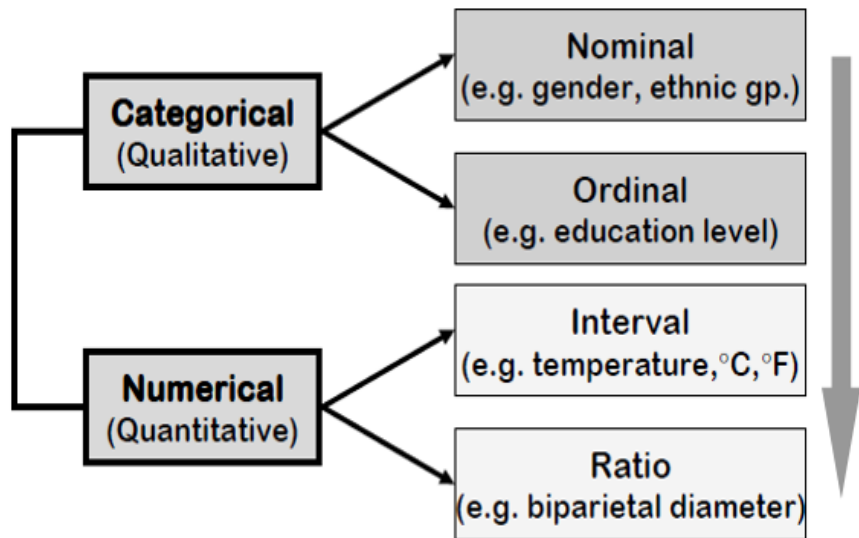 Categorical
(Qualitative)
Nominal
(e.g. gender, ethnic gp.)
Ordinal
(e.g. education level)
Numerical
(Quantitative)
Interval
(e.g. temperature,°C,°F)
Ratio
(e.g. biparietal diameter)